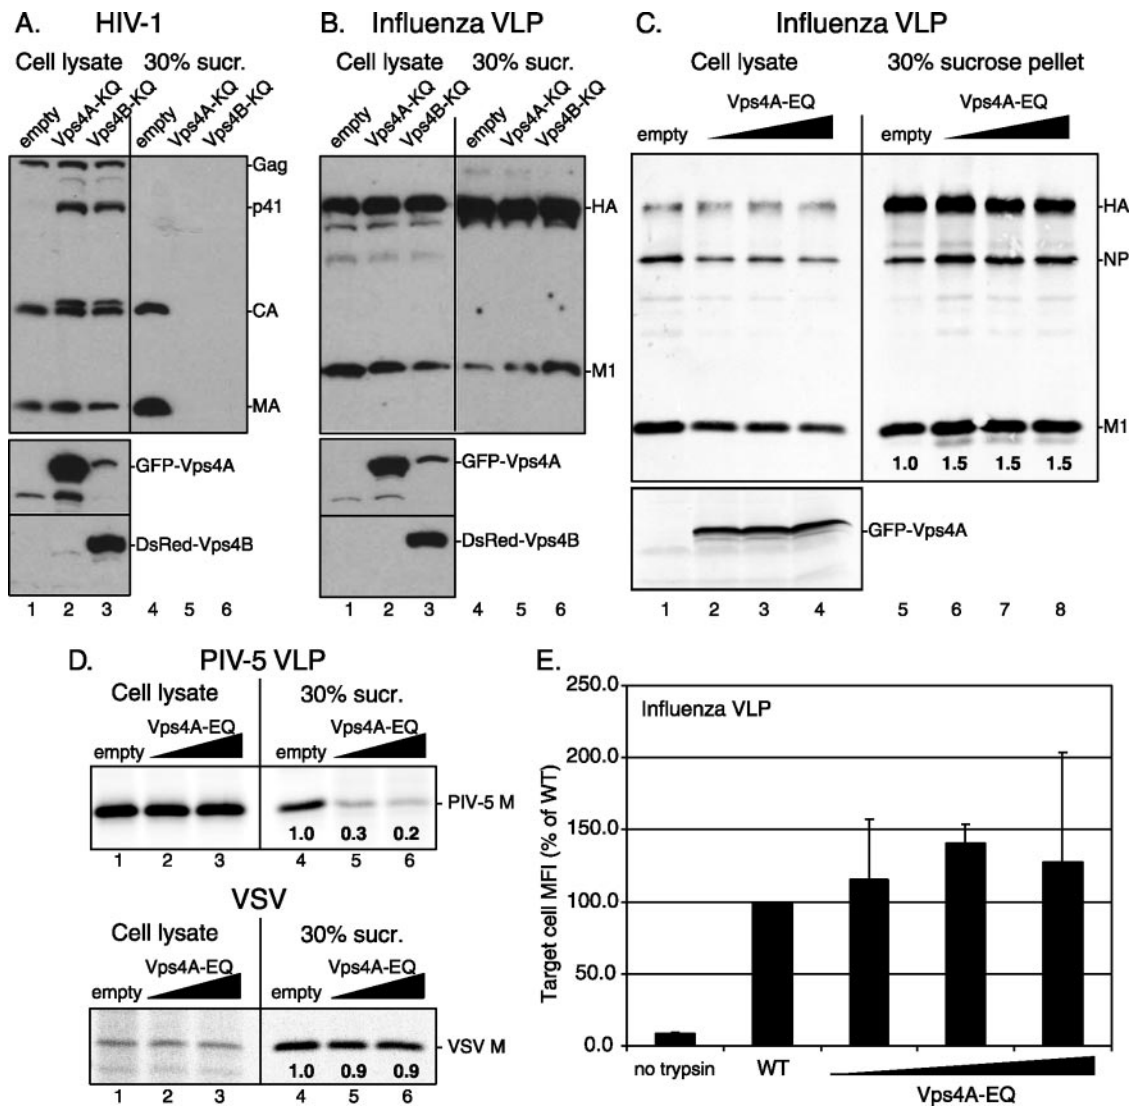 A. HIV-1
Cell lysate 30% sucr.
empty Vps4A-KQ Vps4B-KQ empty Vps4A-KQ Vps4B-KQ
Gag
p41
CA
MA
GFP-Vps4A
DsRed-Vps4B
1 2 3 4 5 6
B. Influenza VLP
Cell lysate 30% sucr.
empty Vps4A-KQ Vps4B-KQ empty Vps4A-KQ Vps4B-KQ
HA
M1
GFP-Vps4A
DsRed-Vps4B
1 2 3 4 5 6
C. Influenza VLP
Cell lysate 30% sucrose pellet
Vps4A-EQ Vps4A-EQ
empty empty
HA
NP
M1
1.0 1.5 1.5 1.5
GFP-Vps4A
1 2 3 4 5 6 7 8
D. PIV-5 VLP
Cell lysate 30% sucr.
Vps4A-EQ Vps4A-EQ
empty empty
PIV-5 M
1.0 0.3 0.2
1 2 3 4 5 6
VSV
Cell lysate 30% sucr.
Vps4A-EQ Vps4A-EQ
empty empty
VSV M
1.0 0.9 0.9
1 2 3 4 5 6
E.
Influenza VLP
Target cell MFI (% of WT)
250.0
200.0
150.0
100.0
50.0
0.0
no trypsin WT
Vps4A-EQ